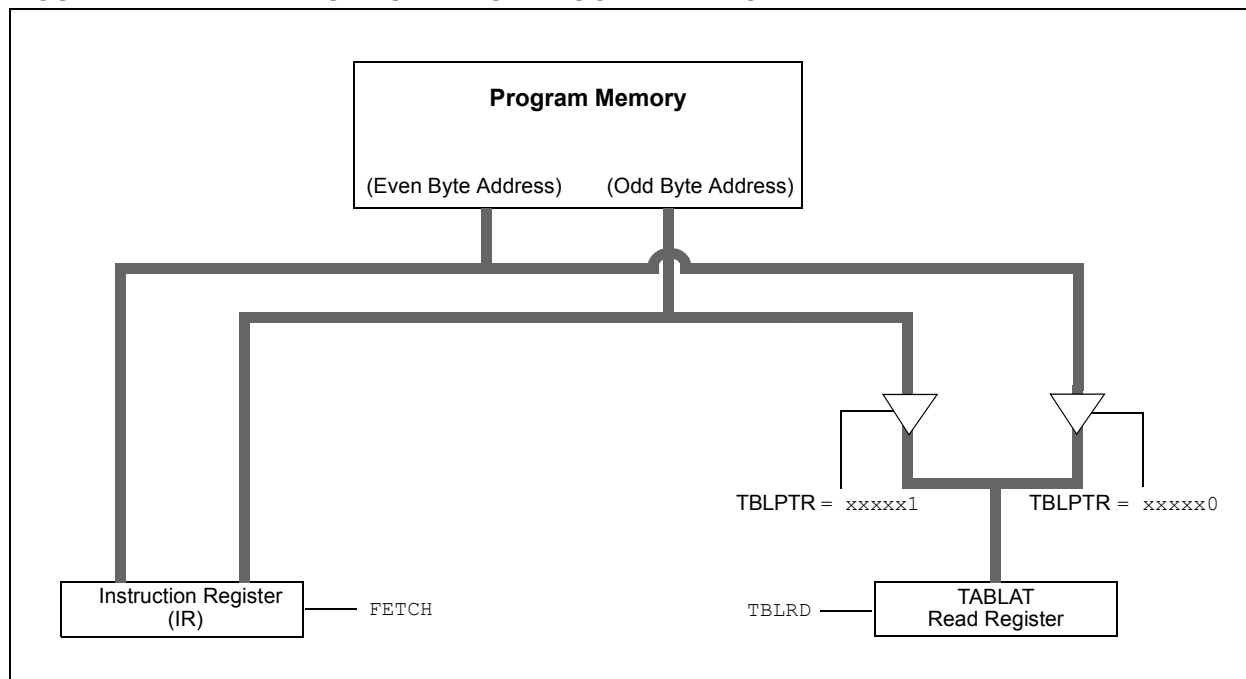 Program Memory
(Even Byte Address) (Odd Byte Address)
TBLPTR = xxxxx1 TBLPTR = xxxxx0
Instruction Register
(IR)
FETCH
TBLRD
TABLAT
Read Register